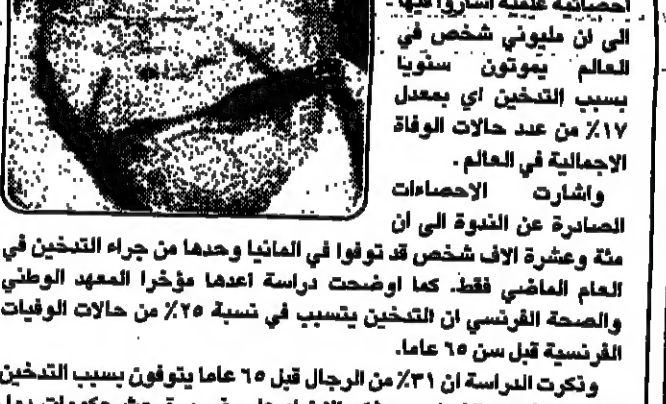 احصائية علمية اشاروا فيها
الى ان مليوني شخص في
العالم يموتون سنويا
بسبب التدخين اي بمعدل
١٧٪ من عدد حالات الوفاة
الاجمالية في العالم .
واشارت الاحصاءات
الصادرة عن الندوة الى ان
مئة وعشرة الاف شخص قد توفوا في المانيا وحدها من جراء التدخين في
العام الماضي فقط. كما اوضحت دراسة اعدها مؤخرا المعهد الوطني
والصحة الفرنسي ان التدخين يتسبب في نسبة ٢٥٪ من حالات الوفيات
الفرنسية قبل سن ٦٥ عاما.
وذكرت الدراسة ان ٣١٪ من الرجال قبل ٦٥ عاما يتوفون بسبب التدخين